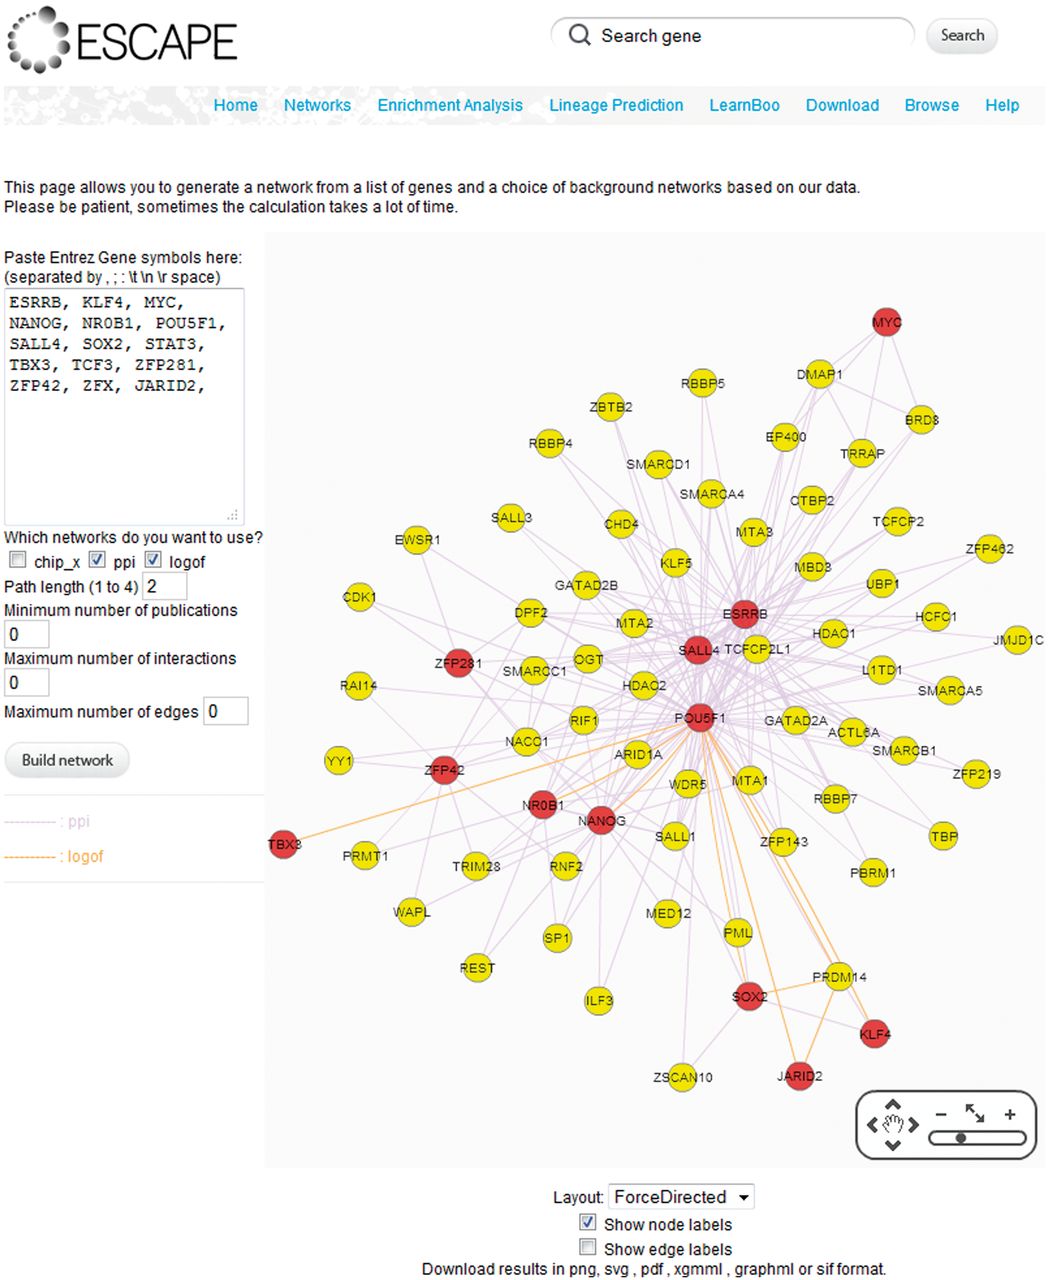 ESCAPE
Search gene
Search
Home Networks Enrichment Analysis Lineage Prediction LearnBoo Download Browse Help
This page allows you to generate a network from a list of genes and a choice of background networks based on our data.
Please be patient, sometimes the calculation takes a lot of time.
Paste Entrez Gene symbols here:
(separated by , ; : \t \n \r space)
ESRRB, KLF4, MYC,
NANOG, NR0B1, POU5F1,
SALL4, SOX2, STAT3,
TBX3, TCF3, ZFP281,
ZFP42, ZFX, JARID2,
Which networks do you want to use?
chip_x ppi logof
Path length (1 to 4) 2
Minimum number of publications
0
Maximum number of interactions
0
Maximum number of edges 0
Build network
---------- : ppi
---------- : logof
MYC
DMAP1
RBBP5
ZBTB2
BRD3
EP400
RBBP4
TRRAP
SMARCD1
SMARCA4
CTBP2
SALL3
CHD4
TCFCP2
MTA3
EWSR1
ZFP462
KLF5
MBD3
GATAD2B
UBP1
CDK1
DPF2
ESRRB
HCFC1
MTA2
HDAC1
JMJD1C
SALL4
TCFCP2L1
OGT
ZFP281
SMARCC1
L1TD1
RAI14
HDAC2
SMARCA5
RIF1
POU5F1
GATAD2A
ACTL6A
NACC1
SMARCB1
ARID1A
YY1
ZFP42
ZFP219
WDR5
MTA1
RBBP7
NR0B1
NANOG
SALL1
TBP
ZFP143
TBX3
PRMT1
TRIM28
RNF2
PBRM1
WAPL
MED12
PML
SP1
REST
PRDM14
SOX2
ILF3
KLF4
ZSCAN10
JARID2
Layout: ForceDirected
Show node labels
Show edge labels
Download results in png, svg , pdf , xgmml , graphml or sif format.